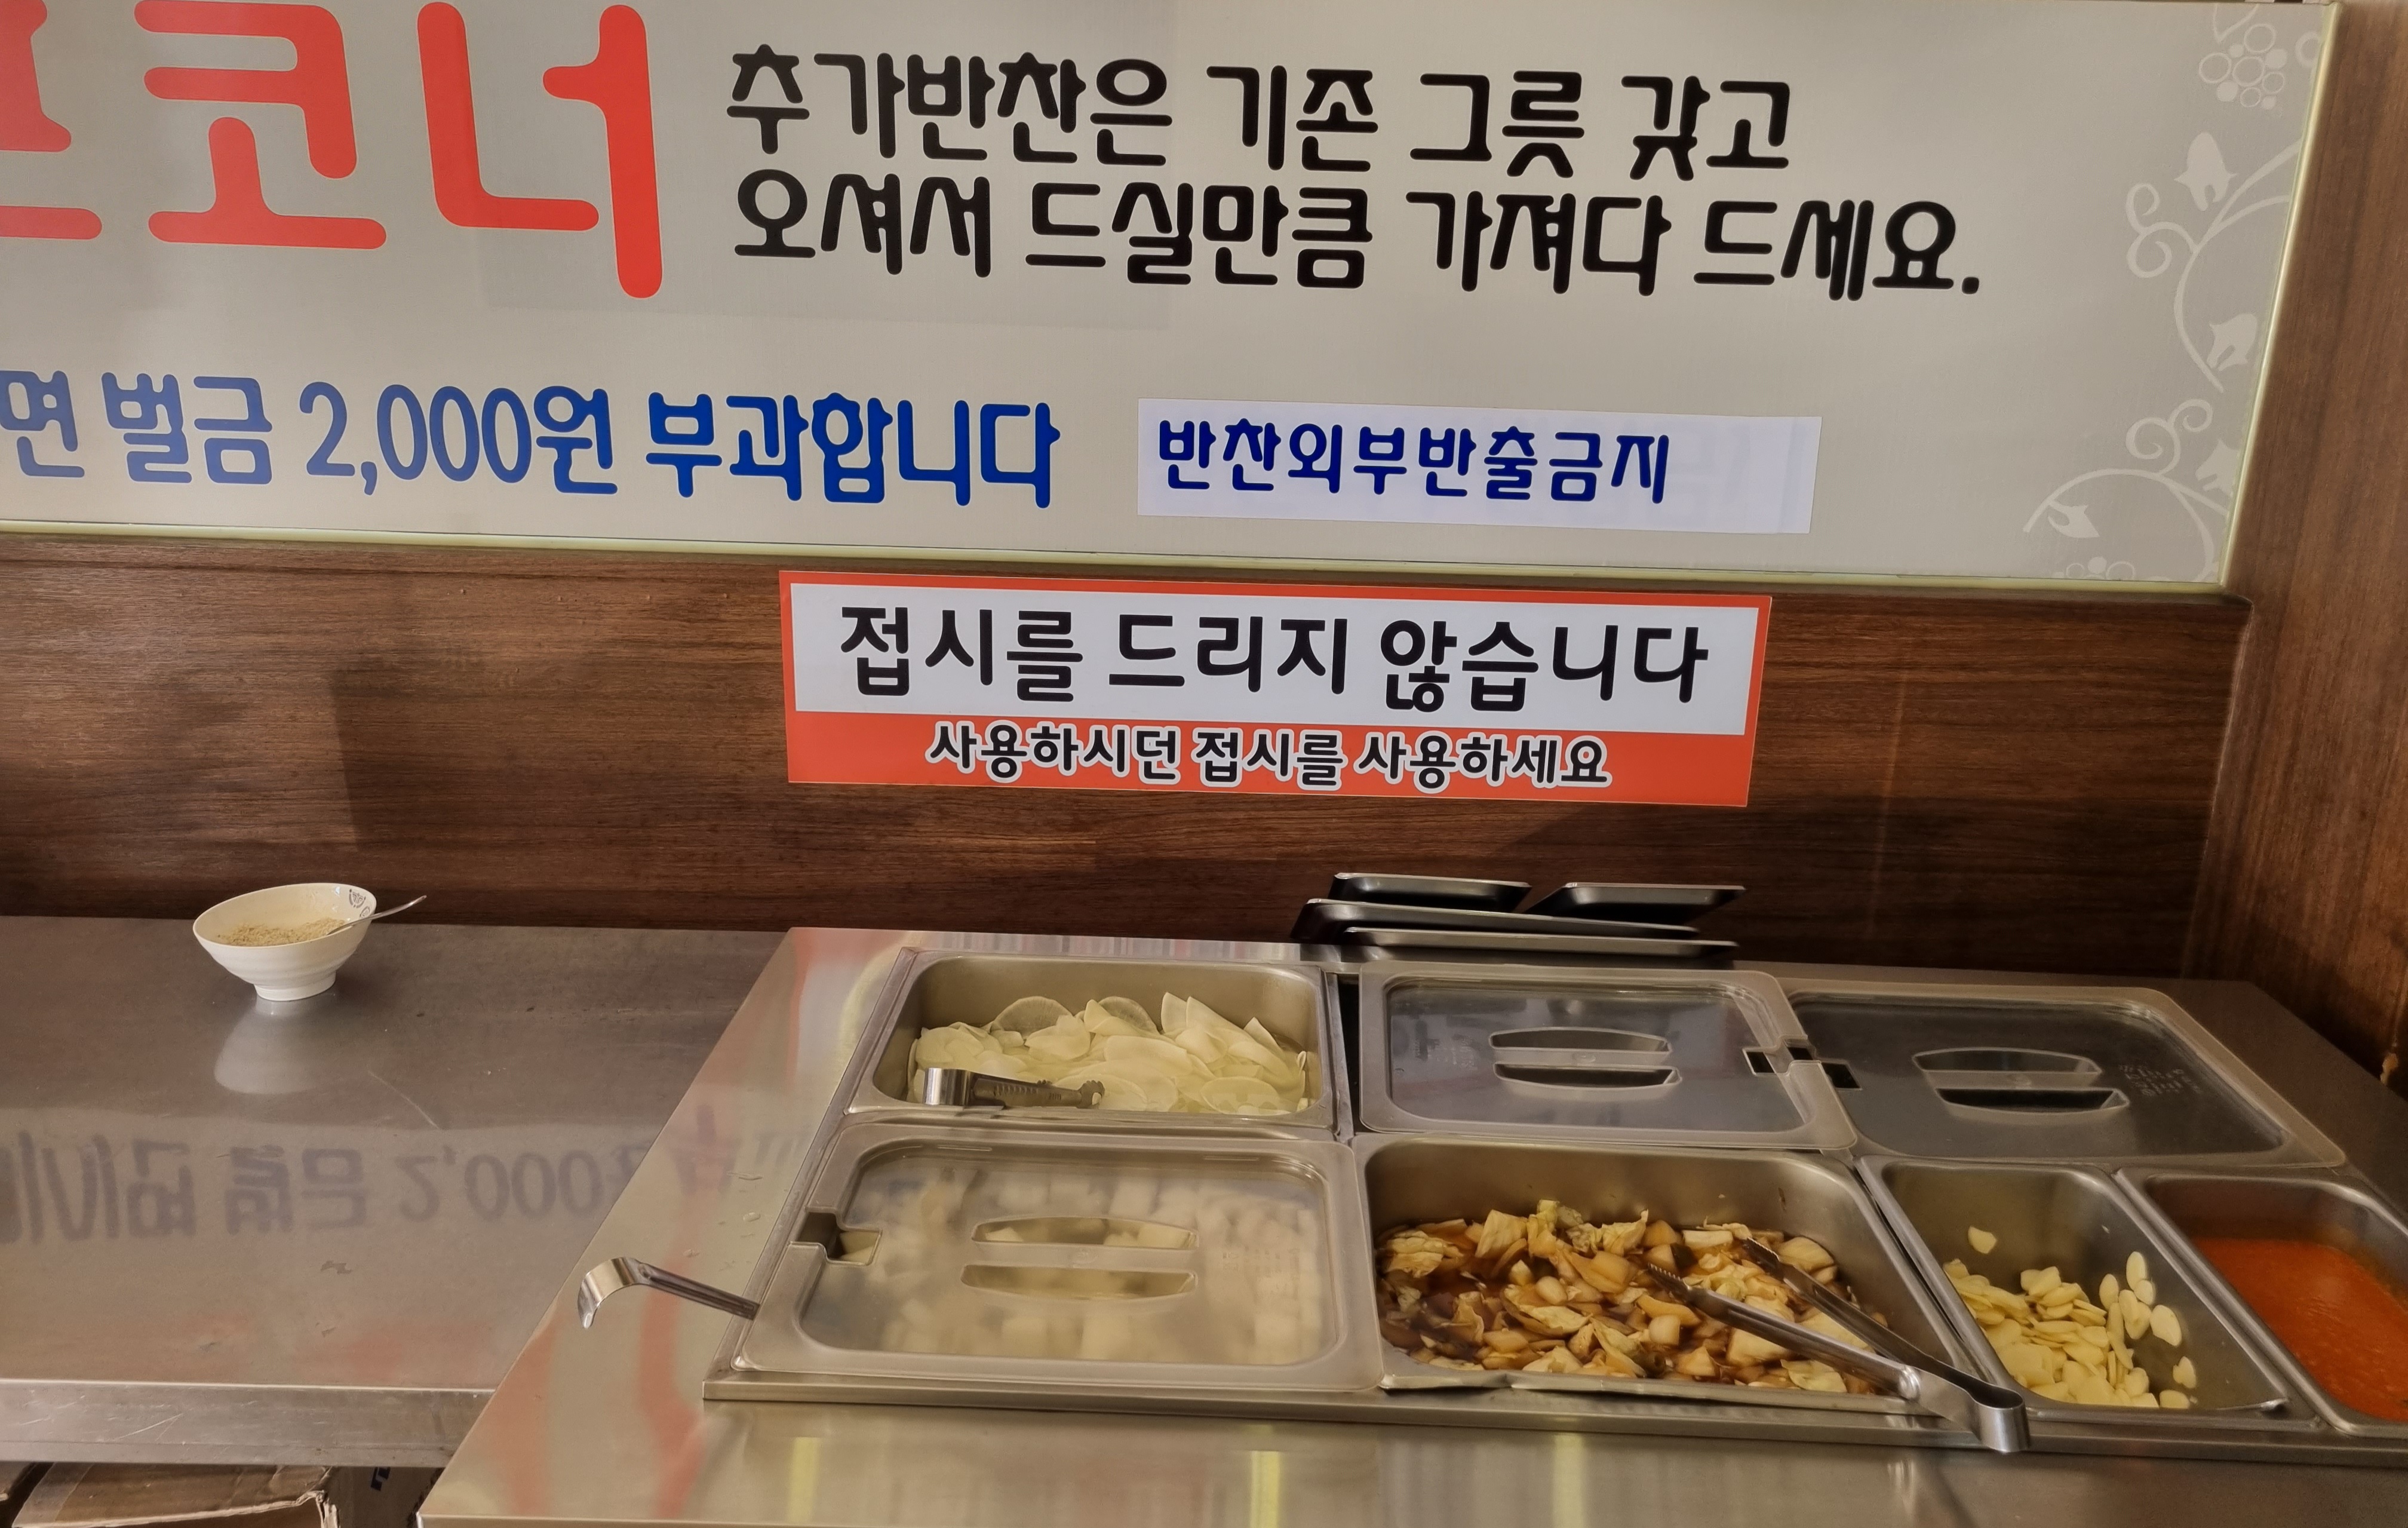 코너
추가반찬은 기존 그릇 갖고
오셔서 드실만큼 가져다 드세요.
면 벌금 2,000원 부과합니다
반찬외부반출금지
접시를 드리지 않습니다
사용하시던 접시를 사용하세요